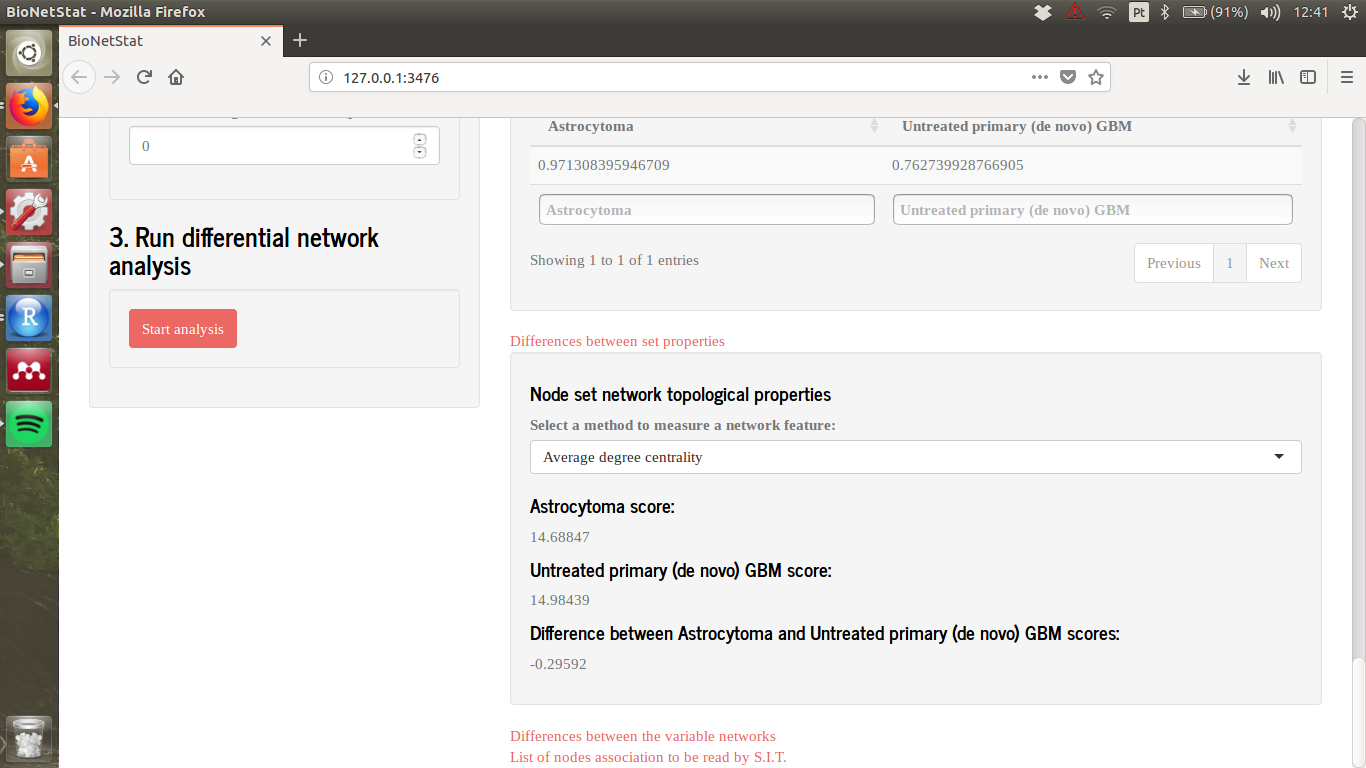 BioNetStat - Mozilla Firefox
Pt
(91%)
12:41
BioNetStat
127.0.0.1:3476
0
3. Run differential network
analysis
Start analysis
Astrocytoma Untreated primary (de novo) GBM
0.971308395946709 0.762739928766905
Astrocytoma Untreated primary (de novo) GBM
Showing 1 to 1 of 1 entries
Previous 1 Next
Differences between set properties
Node set network topological properties
Select a method to measure a network feature:
Average degree centrality
Astrocytoma score:
14.68847
Untreated primary (de novo) GBM score:
14.98439
Difference between Astrocytoma and Untreated primary (de novo) GBM scores:
-0.29592
Differences between the variable networks
List of nodes association to be read by S.I.T.